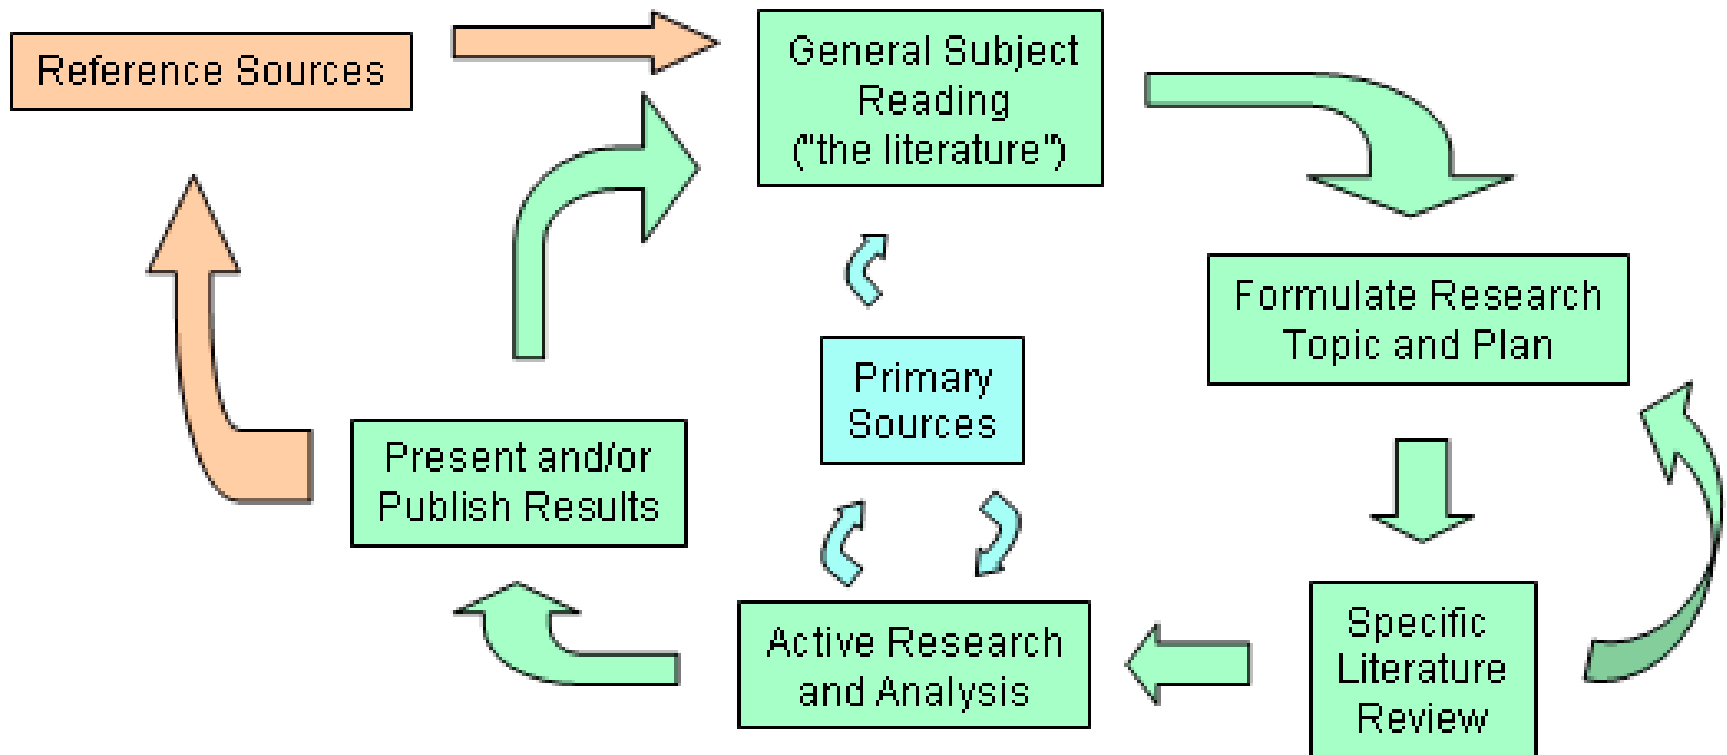 Reference Sources
General Subject
Reading
("the literature")
Formulate Research
Topic and Plan
Primary
Sources
Present and/or
Publish Results
Active Research
and Analysis
Specific
Literature
Review